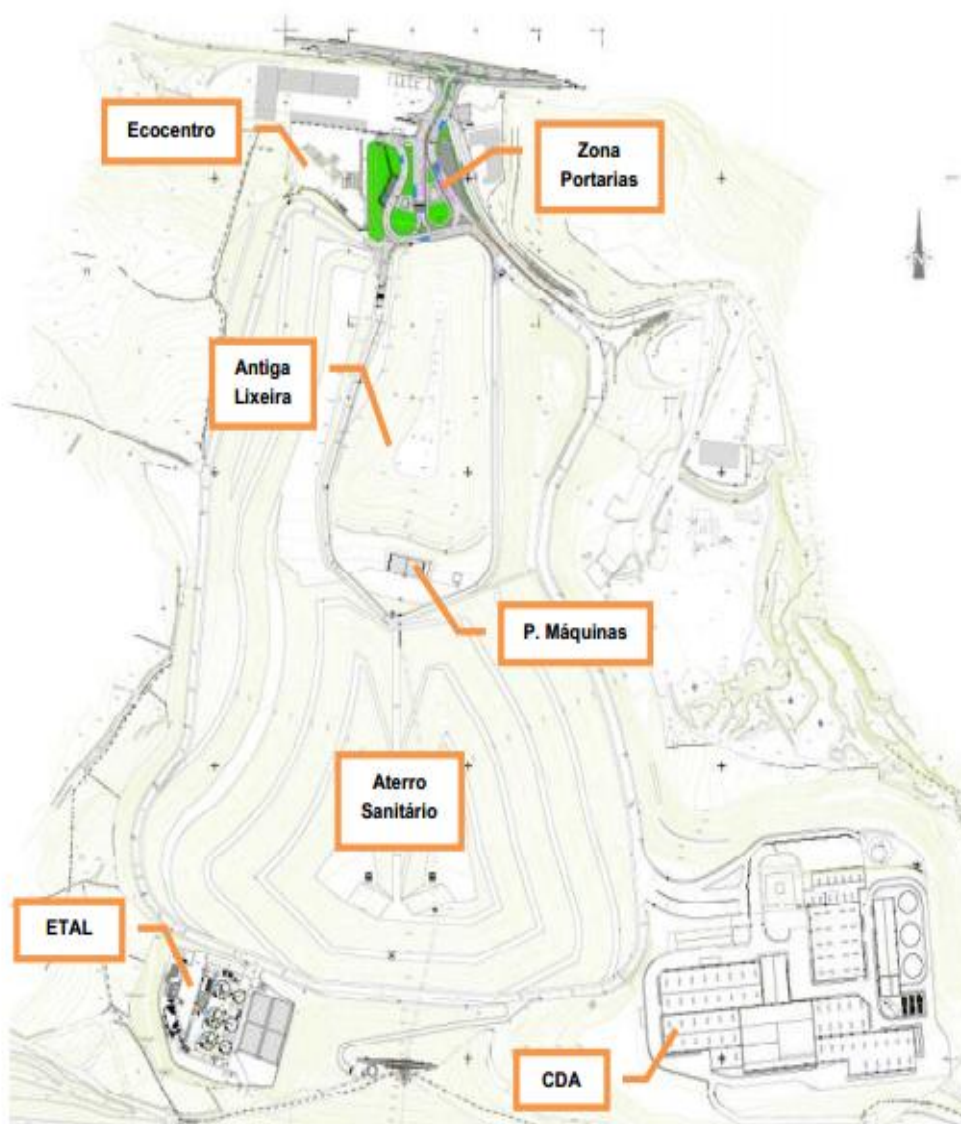 Ecocentro
Zona
Portarias
N
Antiga
Lixeira
P. Máquinas
Aterro
Sanitário
ETAL
CDA